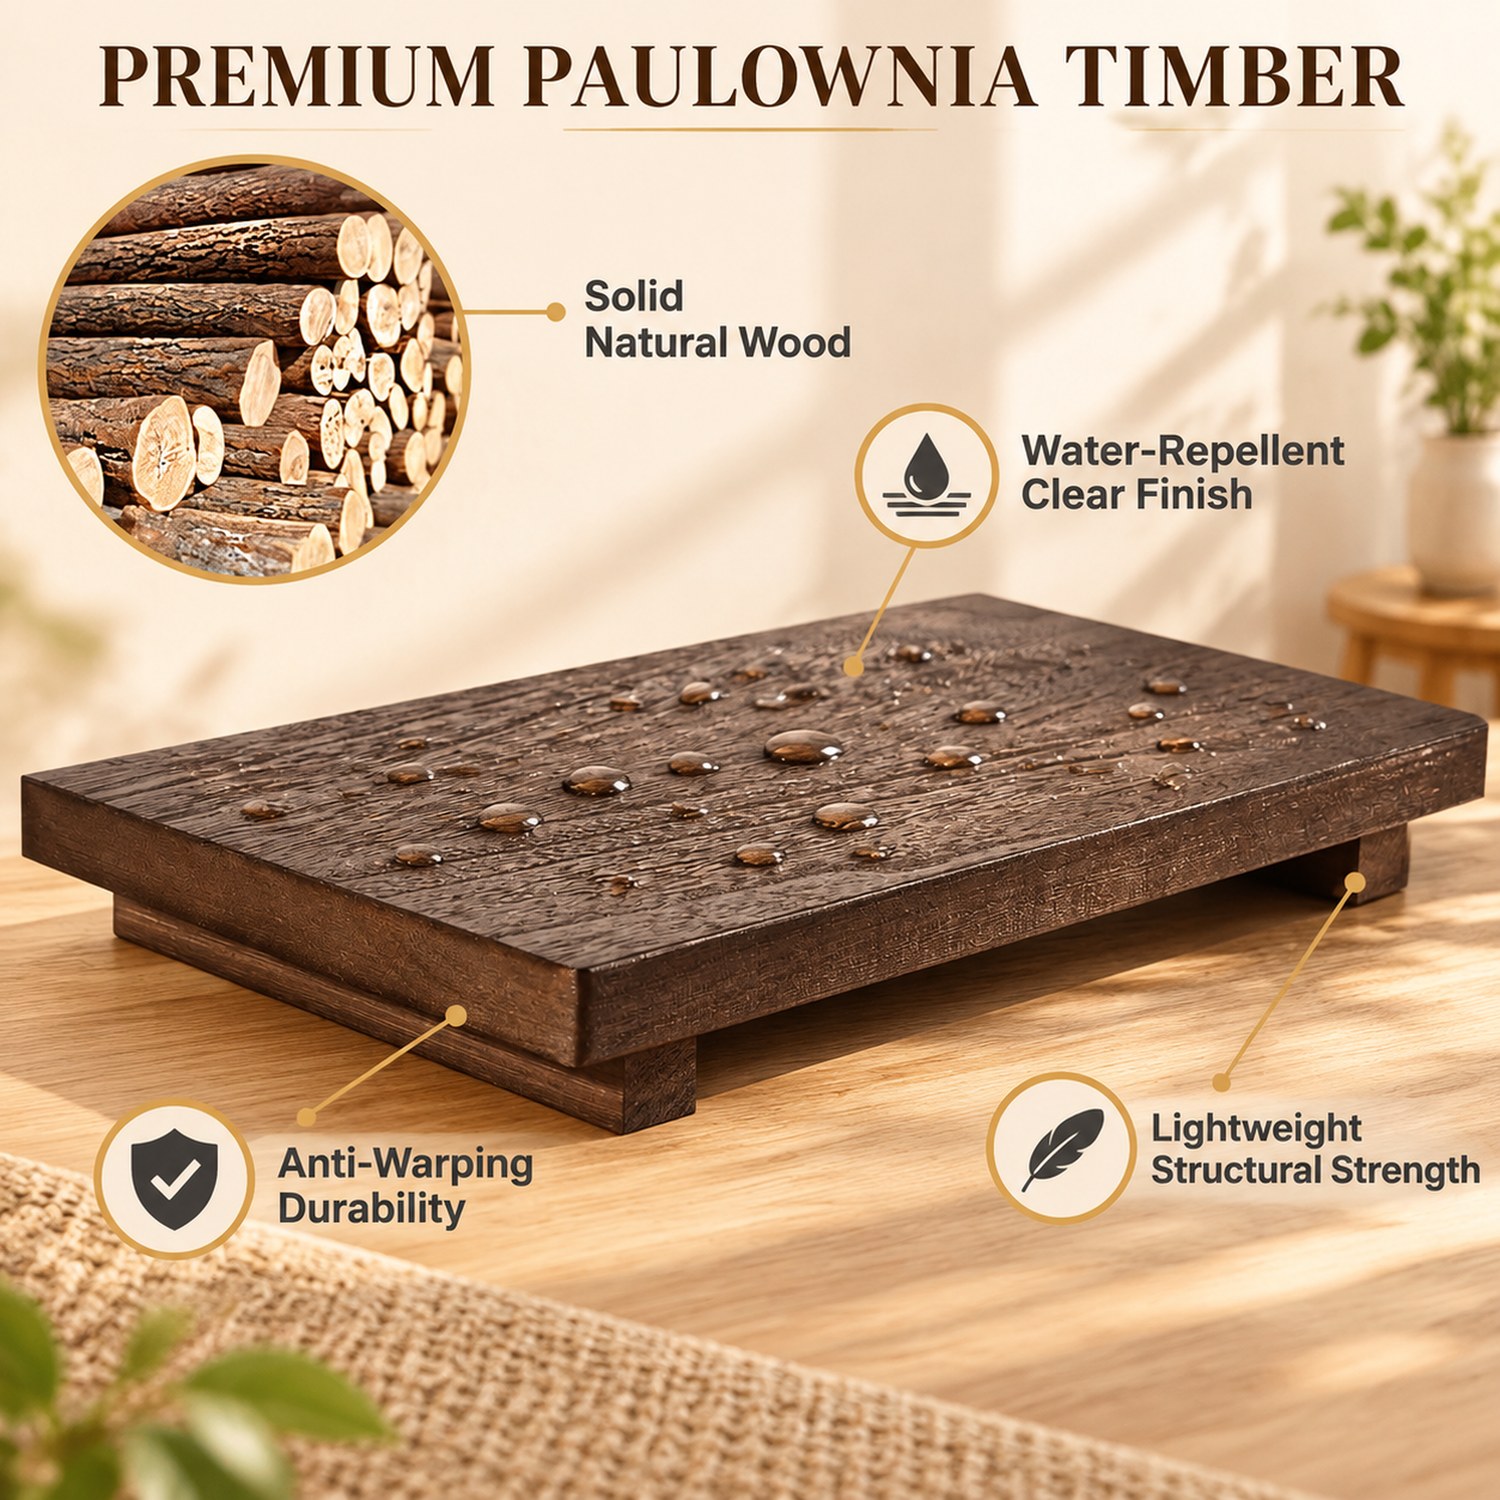 PREMIUM PAULOWNIA TIMBER
Solid
Natural Wood
Water-Repellent
Clear Finish
Anti-Warping
Durability
Lightweight
Structural Strength